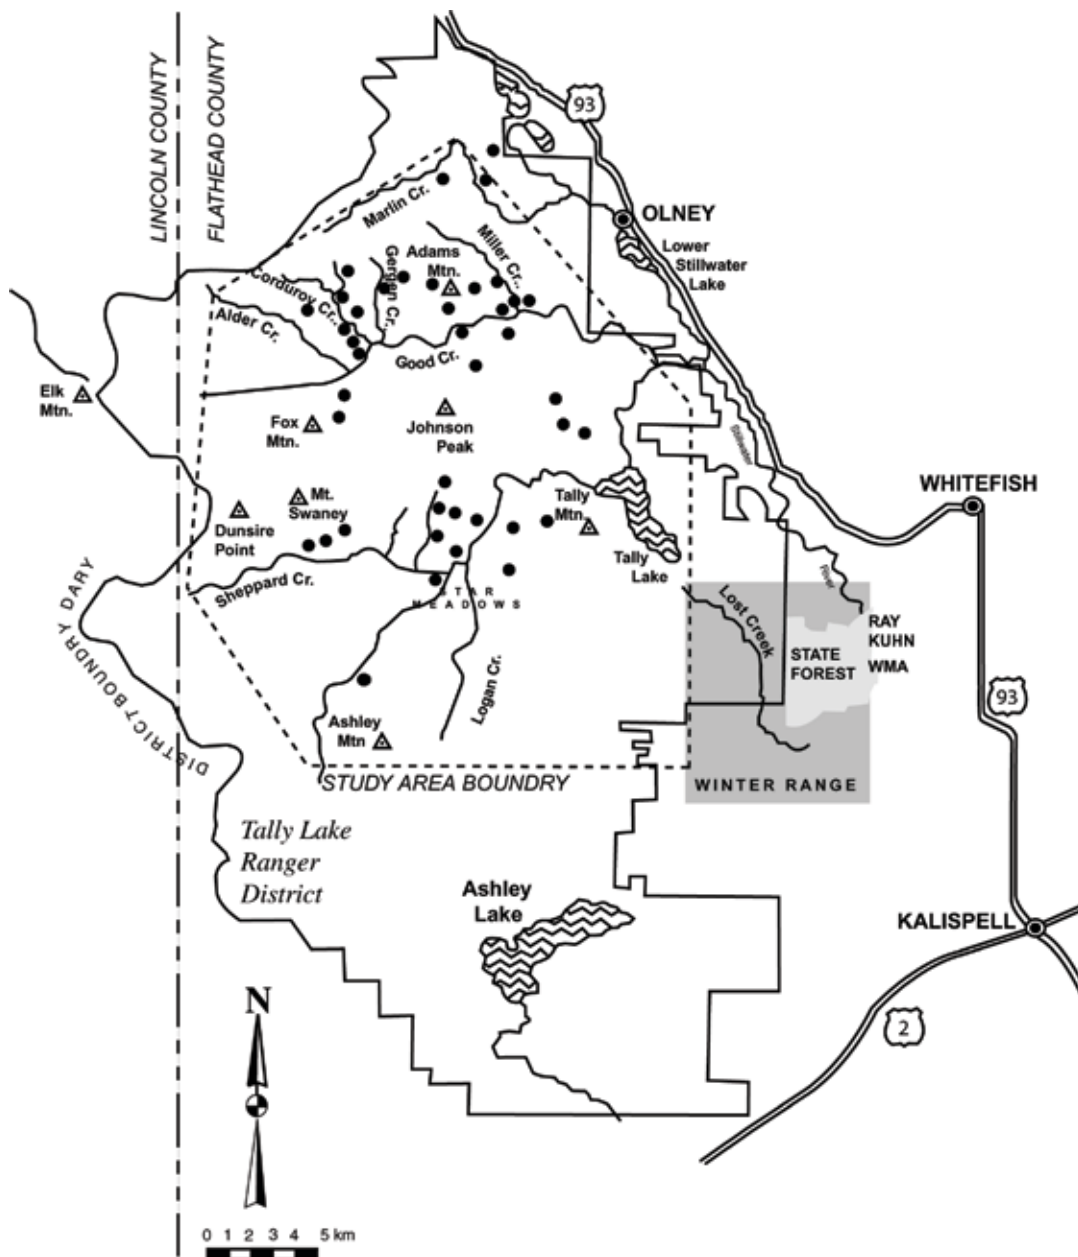 LINCOLN COUNTY
FLATHEAD COUNTY
93
OLNEY
Lower
Stillwater
Lake
Marlin Cr.
Miller Cr.
Adams
Mtn.
Gergen Cr.
Corduroy Cr.
Alder Cr.
Good Cr.
Elk
Mtn.
Fox
Mtn.
Johnson
Peak
Stillwater
WHITEFISH
Mt.
Swaney
Dunsire
Point
Tally
Mtn.
Tally
Lake
River
Sheppard Cr.
STAR
MEADOWS
Lost Creek
RAY
KUHN
WMA
STATE
FOREST
DISTRICT BOUNDRY DARY
Logan Cr.
93
Ashley
Mtn
STUDY AREA BOUNDRY
WINTER RANGE
Tally Lake
Ranger
District
Ashley
Lake
KALISPELL
2
N
0 1 2 3 4 5 km